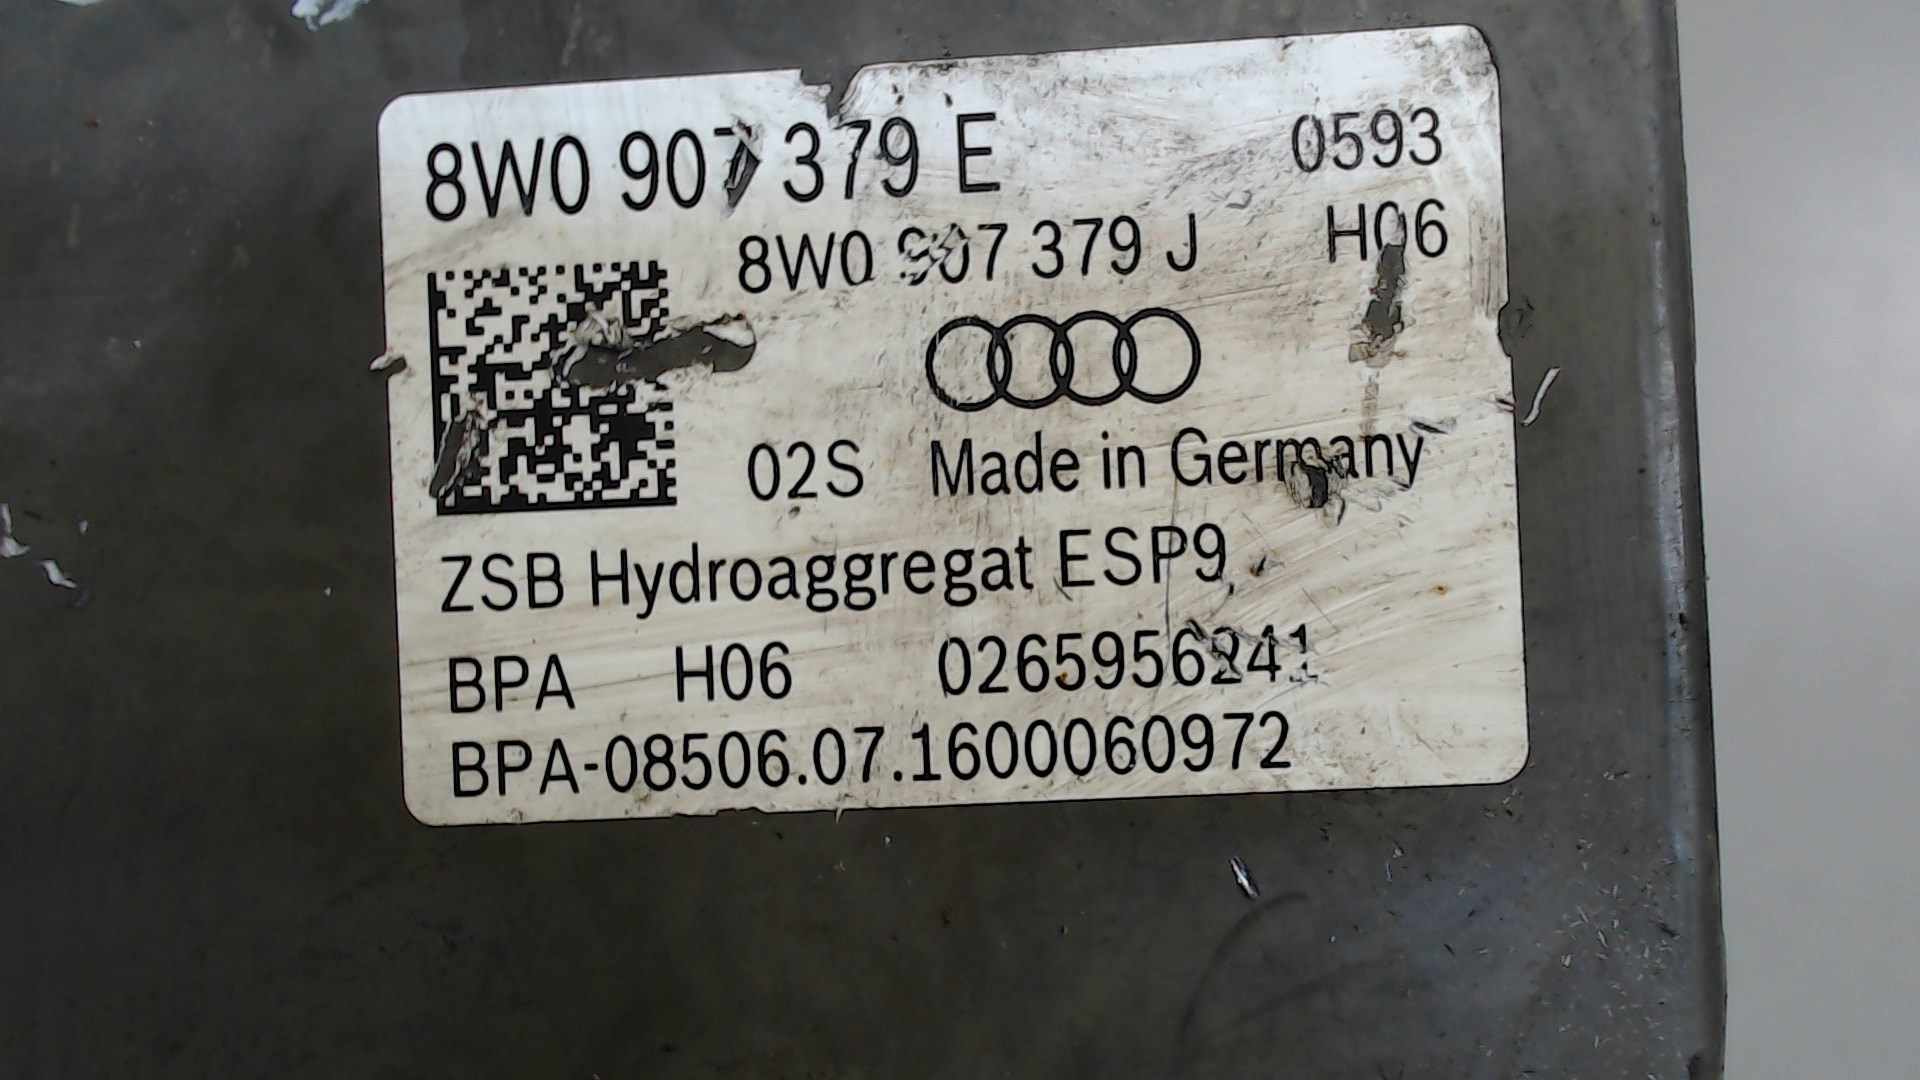 8W0 907 379 E 0593
8W0 907 379 J H06
02S Made in Germany
ZSB Hydroaggregat ESP9
BPA H06
BPA-08506.07.1600060972